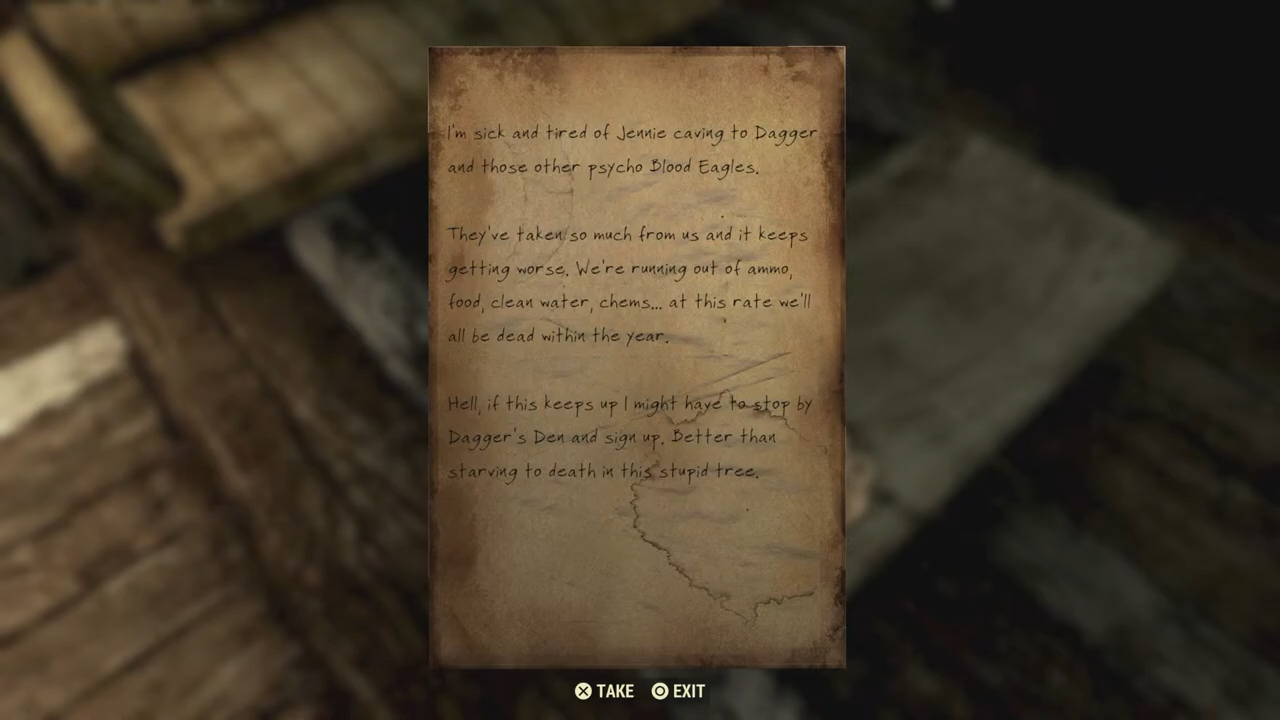 I'm sick and tired of Jennie caving to Dagger
and those other psycho Blood Eagles.
They've taken so much from us and it keeps
getting worse. We're running out of ammo,
food, clean water, chems... at this rate we'll
all be dead within the year.
Hell, if this keeps up I might have to stop by
Dagger's Den and sign up. Better than
starving to death in this stupid tree.
TAKE EXIT